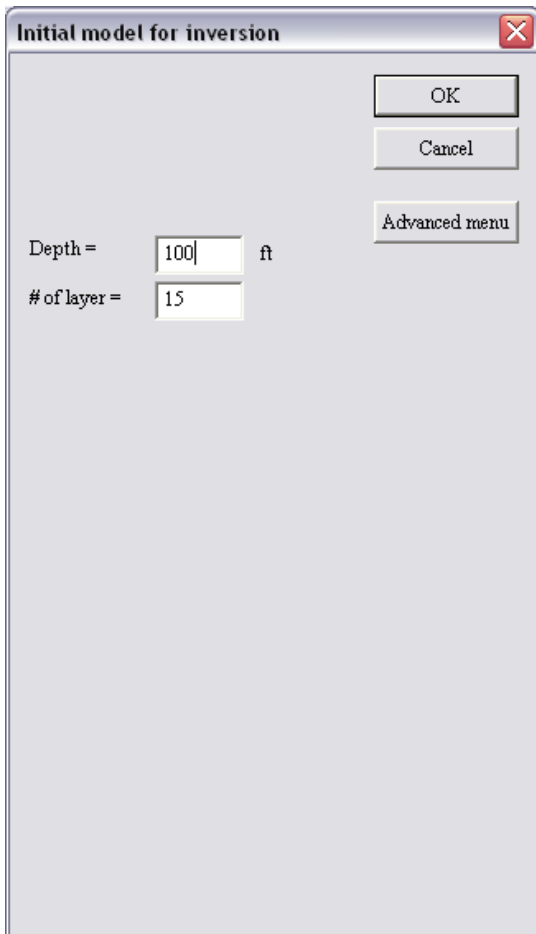 Initial model for inversion
OK
Cancel
Advanced menu
Depth = 100 ft
# of layer = 15